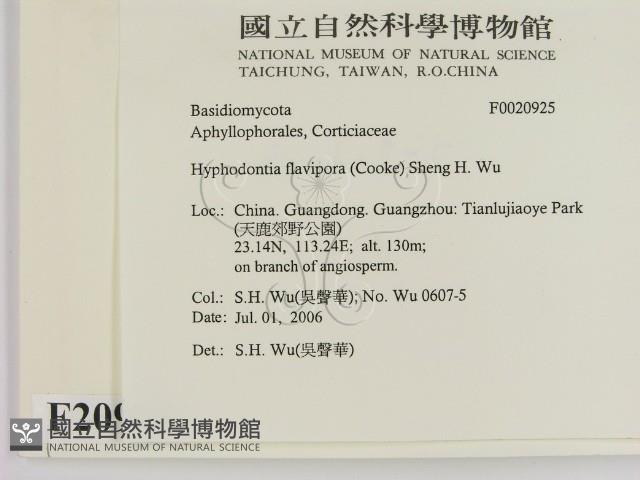 國立自然科學博物館
NATIONAL MUSEUM OF NATURAL SCIENCE
TAICHUNG, TAIWAN, R.O.CHINA
Basidiomycota F0020925
Aphyllophorales, Corticiaceae
Hyphodontia flavipora (Cooke) Sheng H. Wu
Loc.: China. Guangdong. Guangzhou: Tianlujiaoye Park
(天鹿郊野公園)
23.14N, 113.24E; alt. 130m;
on branch of angiosperm.
Col.: S.H. Wu(吳聲華); No. Wu 0607-5
Date: Jul. 01, 2006
Det.: S.H. Wu(吳聲華)
F209
國立自然科學博物館
NATIONAL MUSEUM OF NATURAL SCIENCE